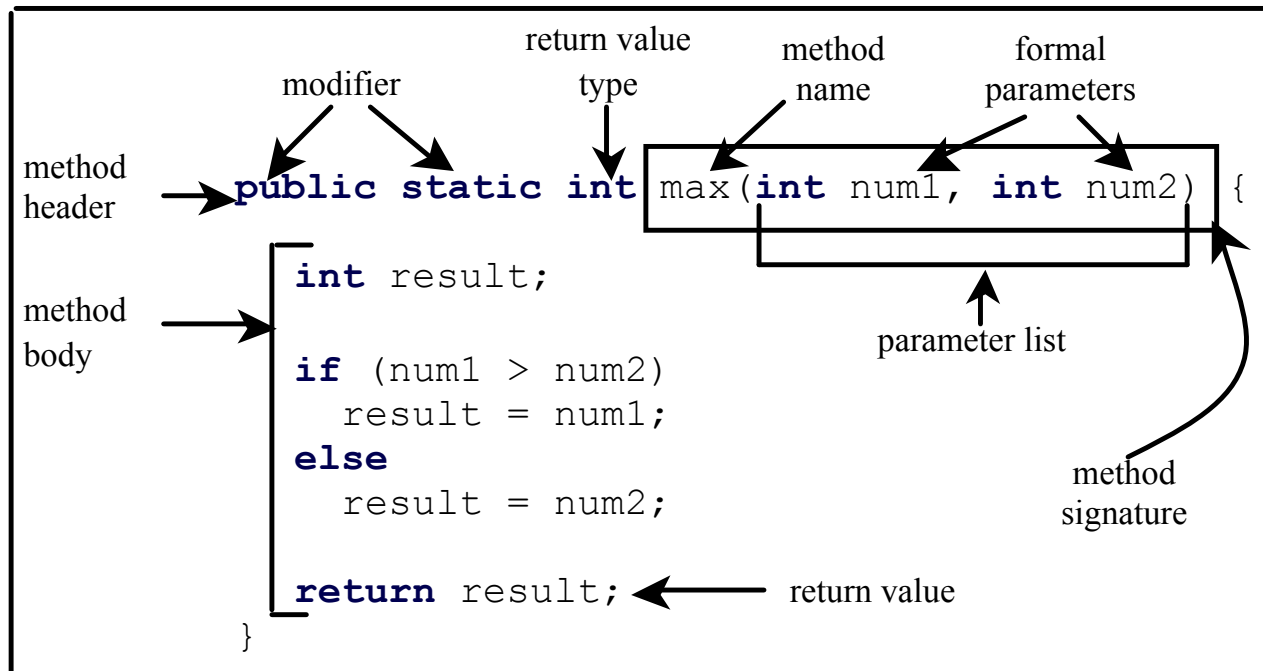 return value
type
modifier
method
name
formal
parameters
method
header
public static int max(int num1, int num2) {
int result;
method
body
parameter list
if (num1 > num2)
result = num1;
else
result = num2;
method
signature
return result;
return value
}